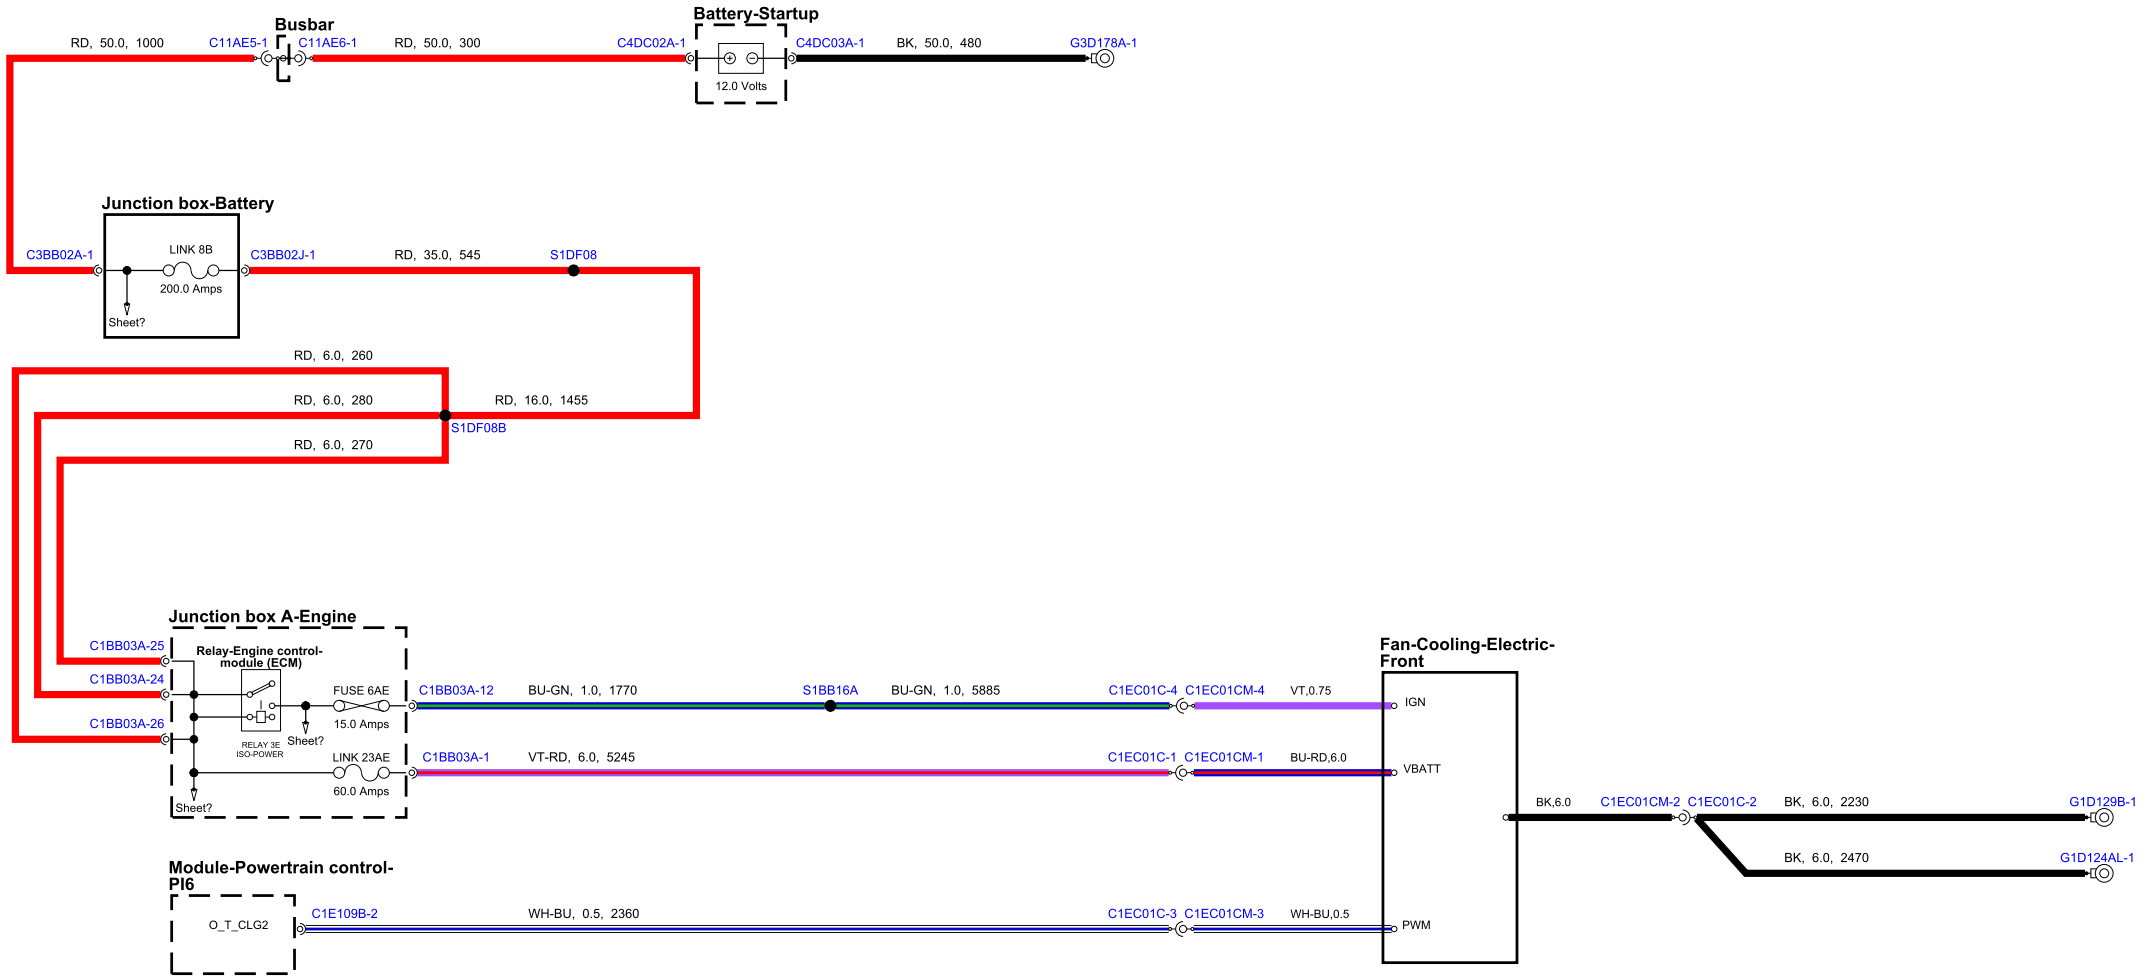 Busbar
Battery-Startup
RD, 50.0, 1000
C11AE5-1
C11AE6-1
RD, 50.0, 300
C4DC02A-1
C4DC03A-1
BK, 50.0, 480
G3D178A-1
12.0 Volts
Junction box-Battery
C3BB02A-1
LINK 8B
200.0 Amps
Sheet?
C3BB02J-1
RD, 35.0, 545
S1DF08
RD, 6.0, 260
RD, 6.0, 280
RD, 16.0, 1455
S1DF08B
RD, 6.0, 270
Junction box A-Engine
C1BB03A-25
C1BB03A-24
C1BB03A-26
Relay-Engine control-
module (ECM)
RELAY 3E
ISO-POWER
Sheet?
FUSE 6AE
15.0 Amps
LINK 23AE
60.0 Amps
Sheet?
C1BB03A-12
BU-GN, 1.0, 1770
S1BB16A
BU-GN, 1.0, 5885
C1EC01C-4
C1EC01CM-4
VT,0.75
C1BB03A-1
VT-RD, 6.0, 5245
C1EC01C-1
C1EC01CM-1
BU-RD,6.0
Fan-Cooling-Electric-
Front
IGN
VBATT
PWM
BK,6.0
C1EC01CM-2
C1EC01C-2
BK, 6.0, 2230
G1D129B-1
BK, 6.0, 2470
G1D124AL-1
Module-Powertrain control-
PI6
O_T_CLG2
C1E109B-2
WH-BU, 0.5, 2360
C1EC01C-3
C1EC01CM-3
WH-BU,0.5